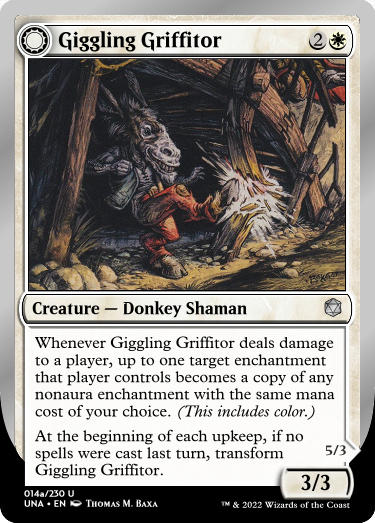 Giggling Griffitor 2
Creature — Donkey Shaman
Whenever Giggling Griffitor deals damage
to a player, up to one target enchantment
that player controls becomes a copy of any
nonaura enchantment with the same mana
cost of your choice. (This includes color.)
At the beginning of each upkeep, if no
spells were cast last turn, transform
Giggling Griffitor.
5/3
3/3
014a/230 U
UNA • EN Thomas M. Baxa
™ & 2022 Wizards of the Coast